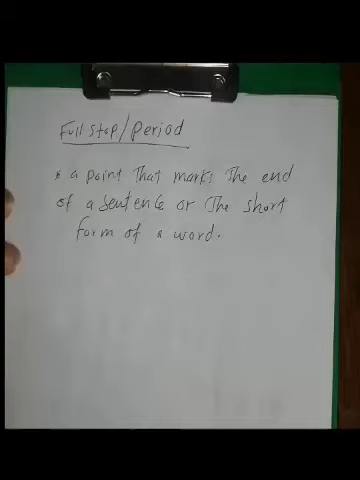 Full stop/Period
* a point That marks The end
of a sentence or The short
form of a word.